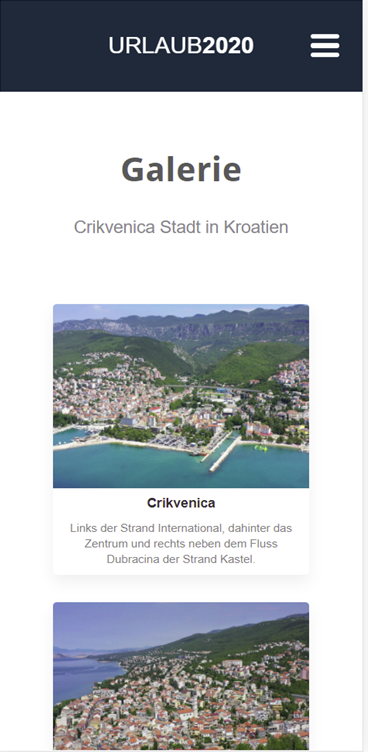 URLAUB2020
Galerie
Crikvenica Stadt in Kroatien
Crikvenica
Links der Strand International, dahinter das
Zentrum und rechts neben dem Fluss
Dubracina der Strand Kastel.